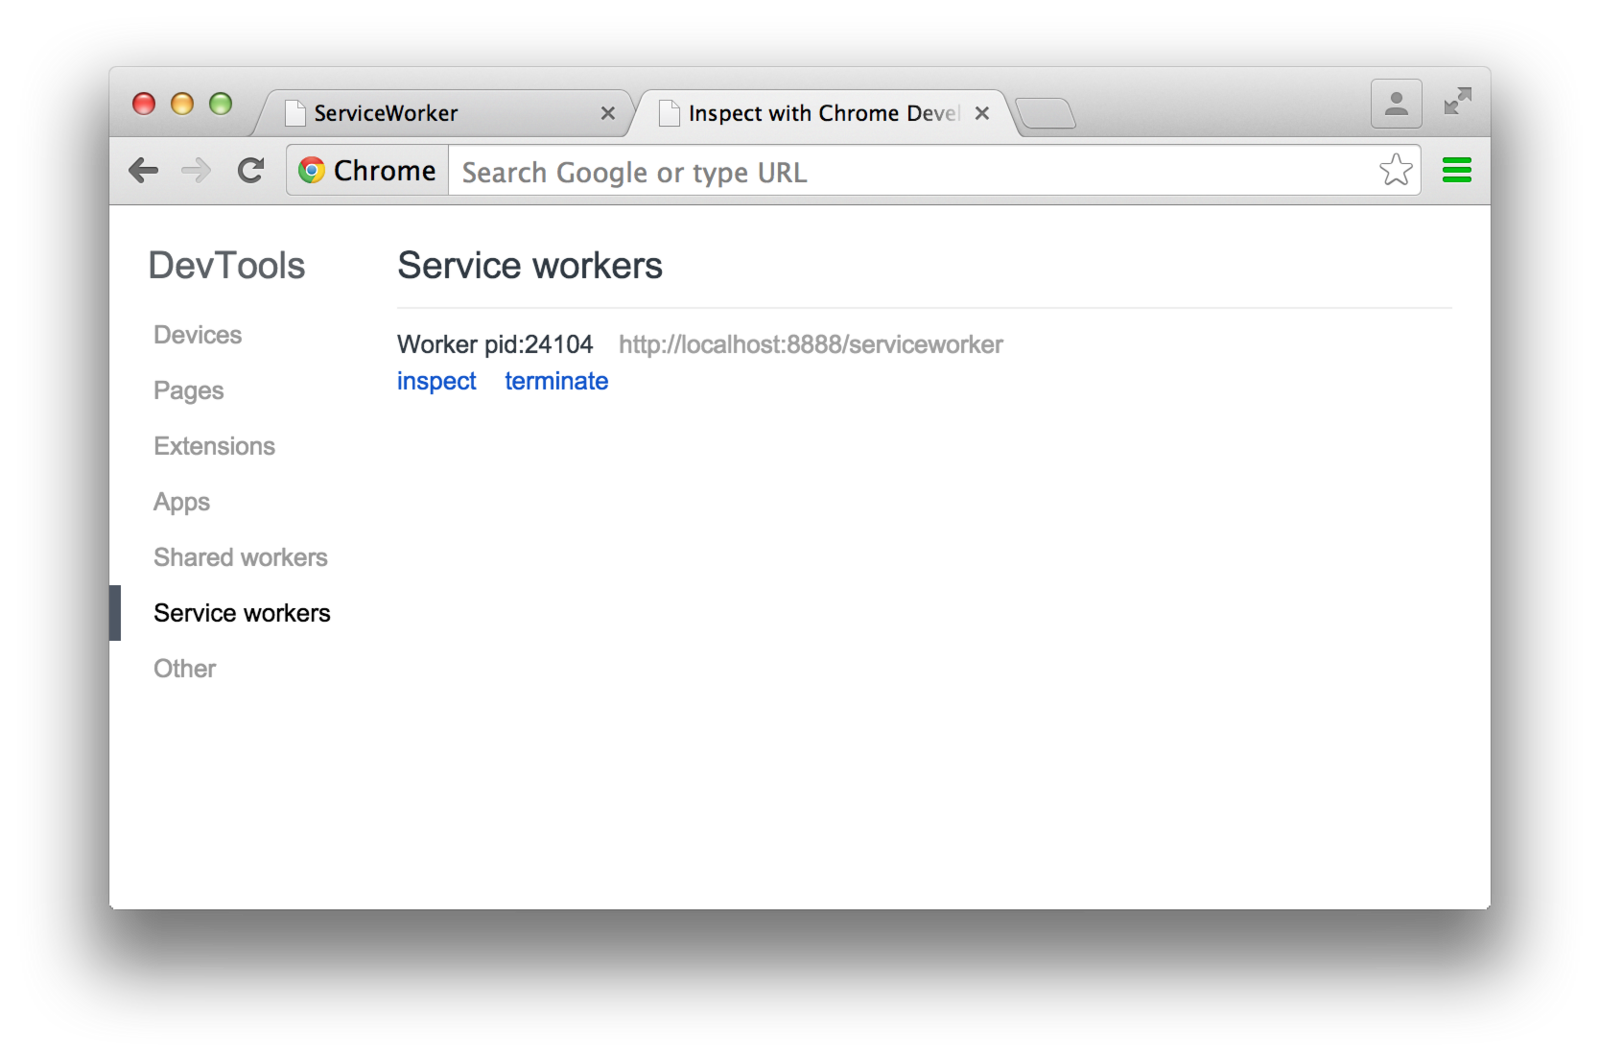 ServiceWorker
Inspect with Chrome Devel
Chrome
Search Google or type URL
DevTools
Devices
Pages
Extensions
Apps
Shared workers
Service workers
Other
Service workers
Worker pid:24104 http://localhost:8888/serviceworker
inspect terminate